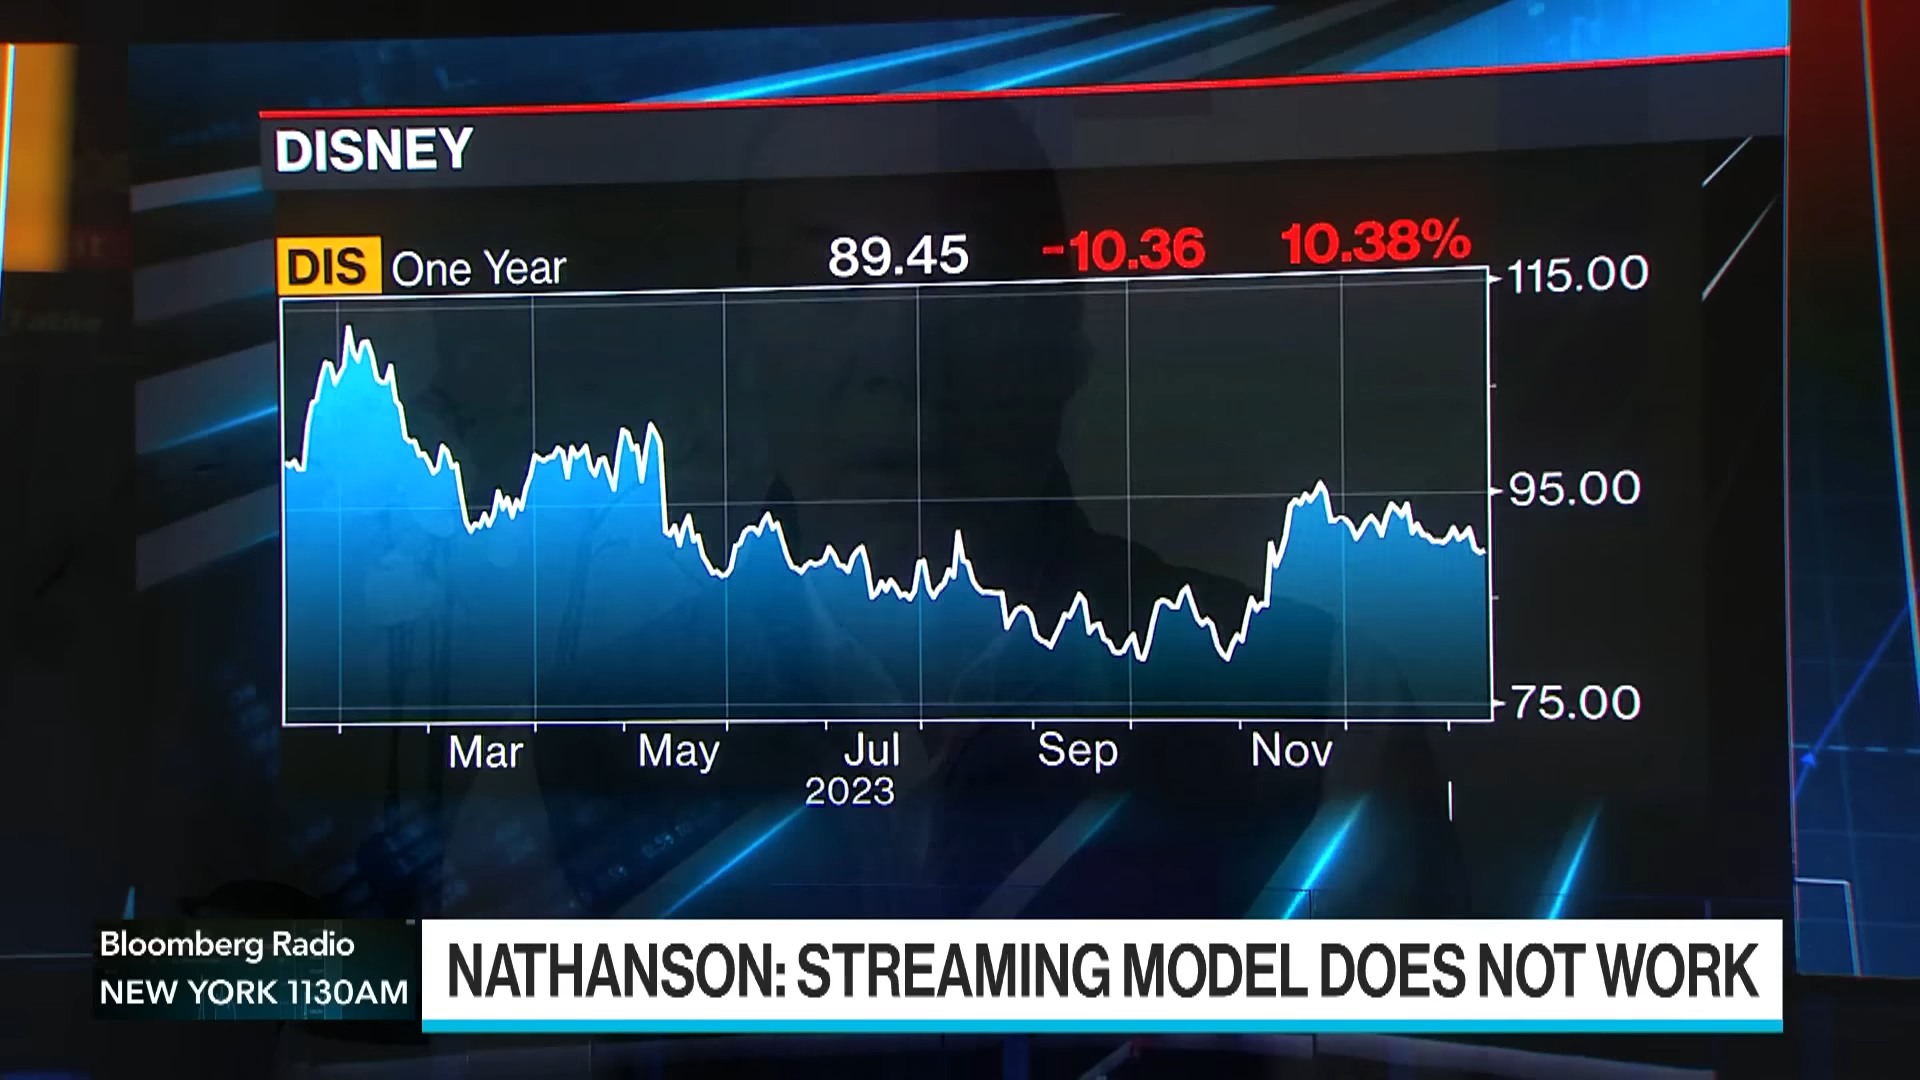 DISNEY
DIS One Year 89.45 -10.36 10.38%
115.00
95.00
75.00
Mar May Jul Sep Nov
2023
Bloomberg Radio
NEW YORK 1130AM
NATHANSON: STREAMING MODEL DOES NOT WORK